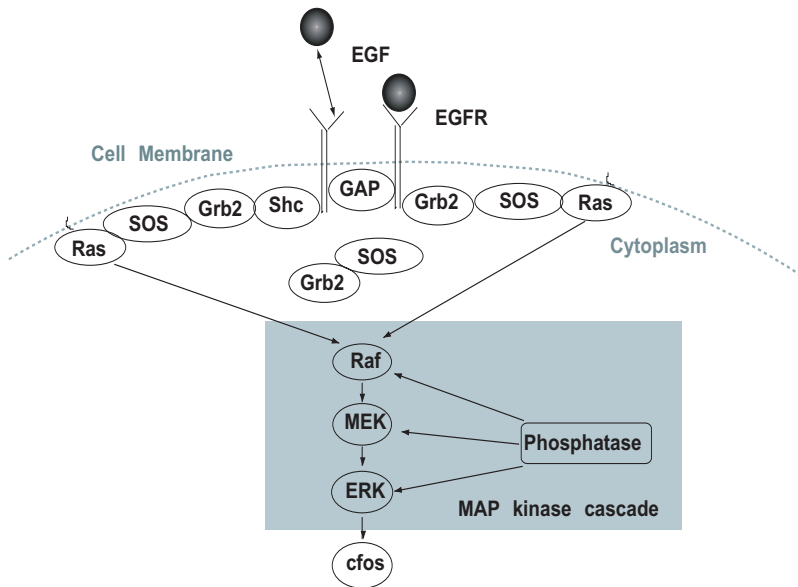 EGF
EGFR
Cell Membrane
GAP
Shc
Grb2
SOS
Ras
Grb2
SOS
Ras
Cytoplasm
SOS
Grb2
Raf
MEK
Phosphatase
ERK
MAP kinase cascade
cfos